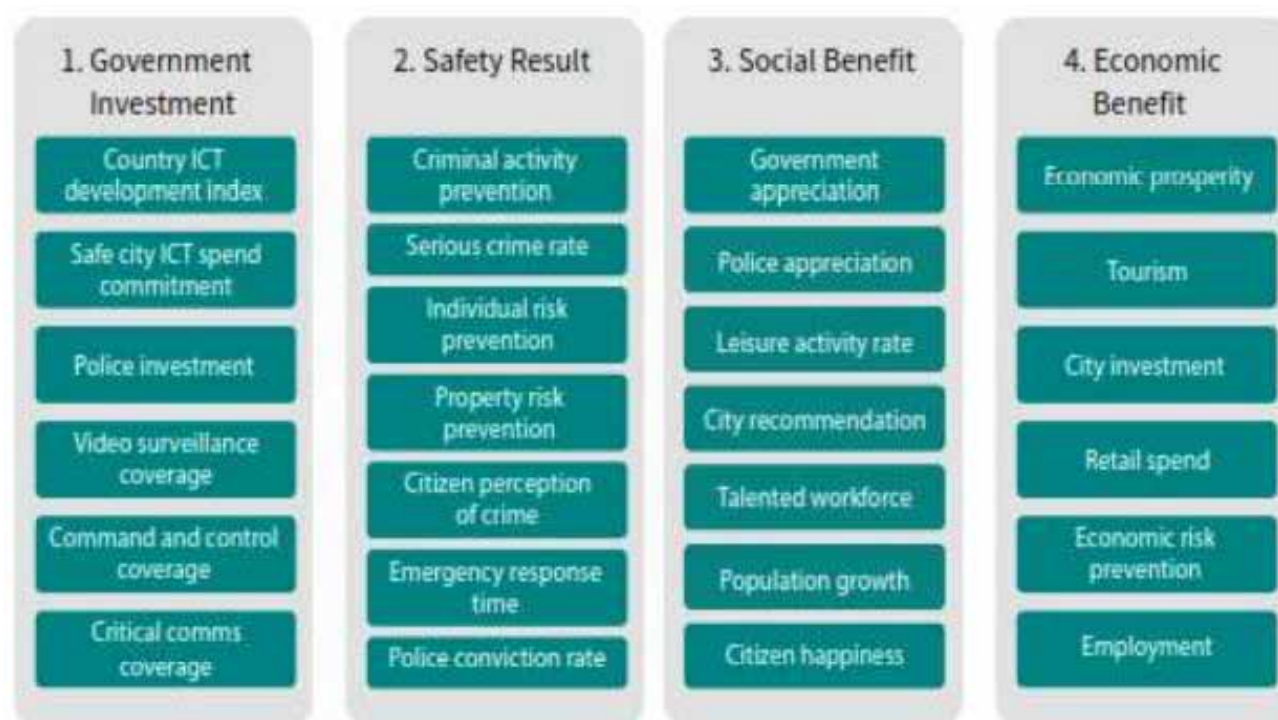 1. Government
Investment
Country ICT
development index
Safe city ICT spend
commitment
Police investment
Video surveillance
coverage
Command and control
coverage
Critical comms
coverage
2. Safety Result
Criminal activity
prevention
Serious crime rate
Individual risk
prevention
Property risk
prevention
Citizen perception
of crime
Emergency response
time
Police conviction rate
3. Social Benefit
Government
appreciation
Police appreciation
Leisure activity rate
City recommendation
Talented workforce
Population growth
Citizen happiness
4. Economic
Benefit
Economic prosperity
Tourism
City investment
Retail spend
Economic risk
prevention
Employment